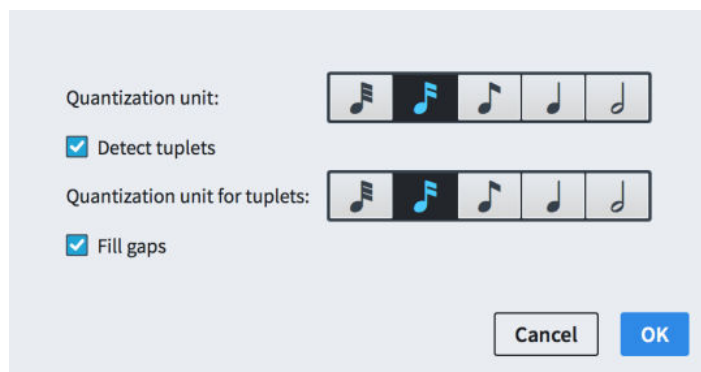 Quantization unit:
Detect tuplets
Quantization unit for tuplets:
Fill gaps
Cancel OK